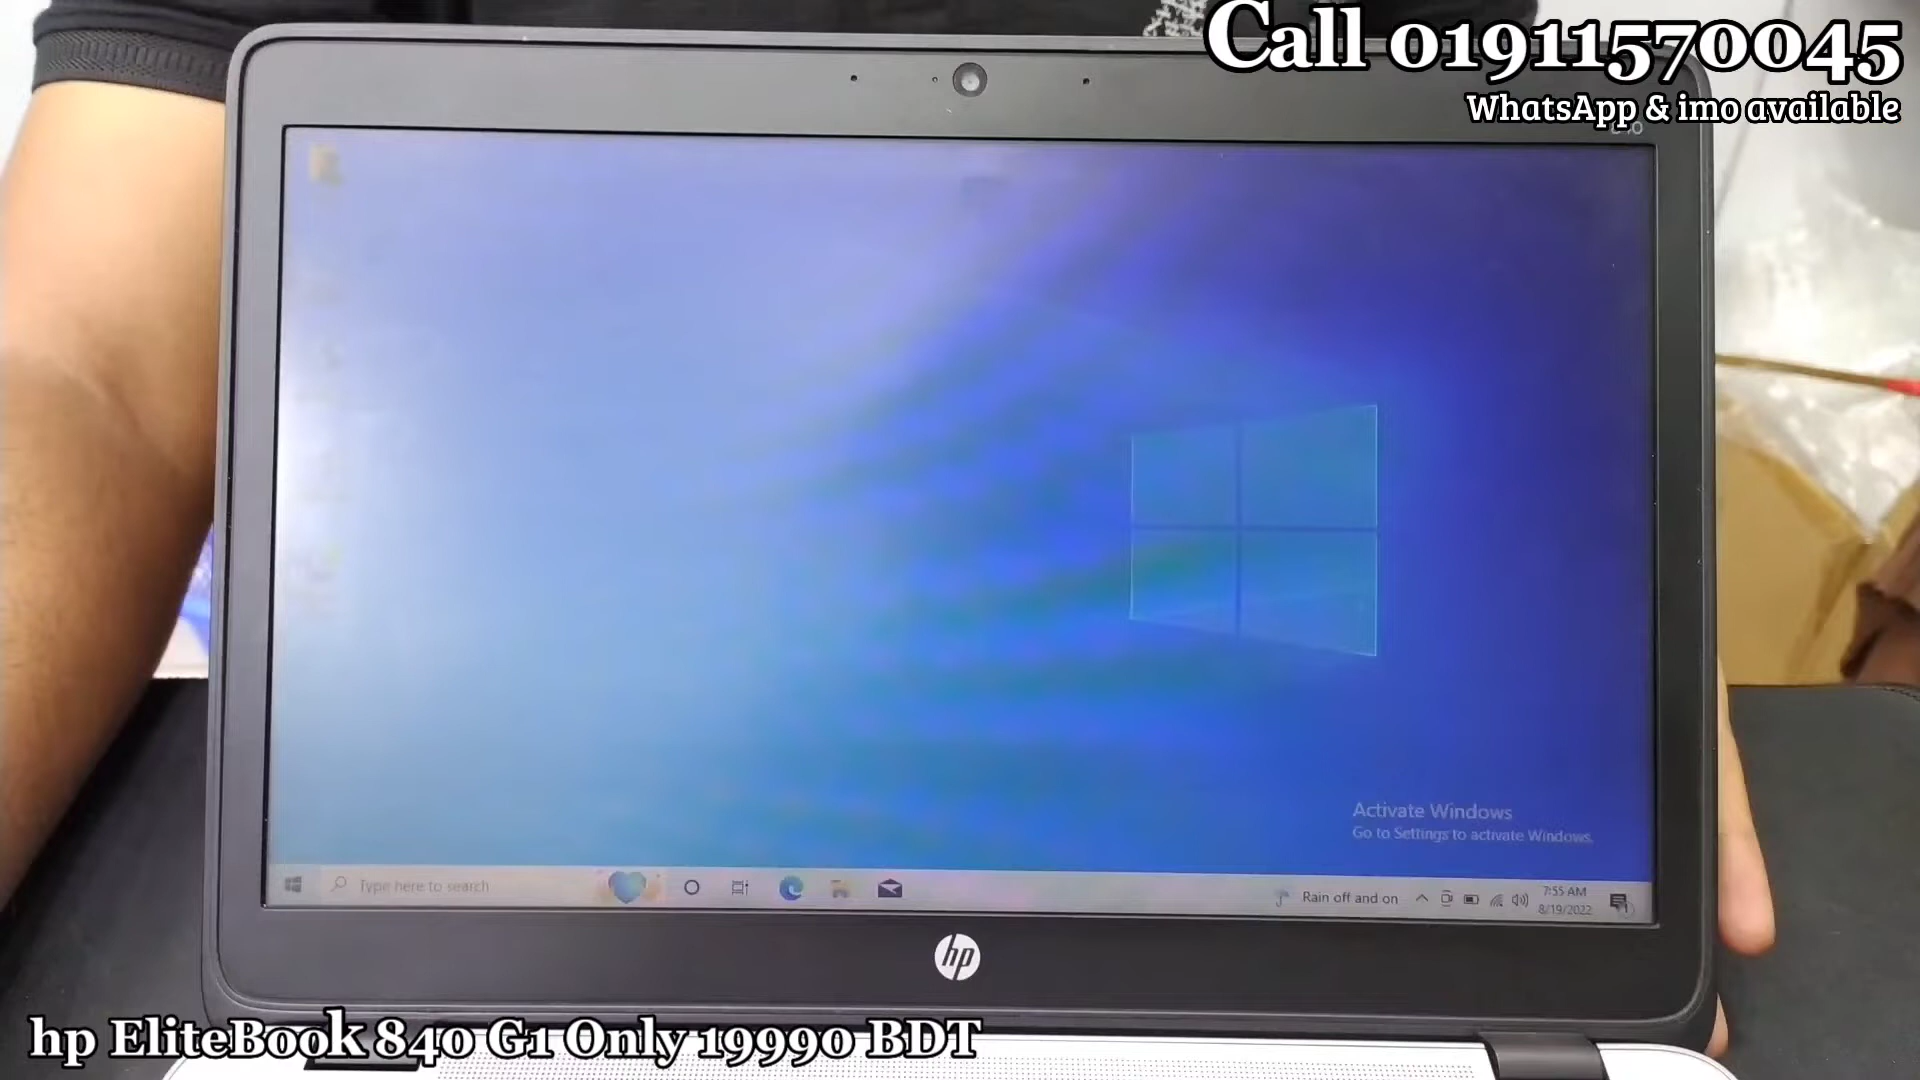 Call 01911570045
WhatsApp & imo available
Activate Windows
Go to Settings to activate Windows.
Type here to search
Rain off and on
7:55 AM
8/19/2022
hp
hp EliteBook 840 G1 Only 19990 BDT